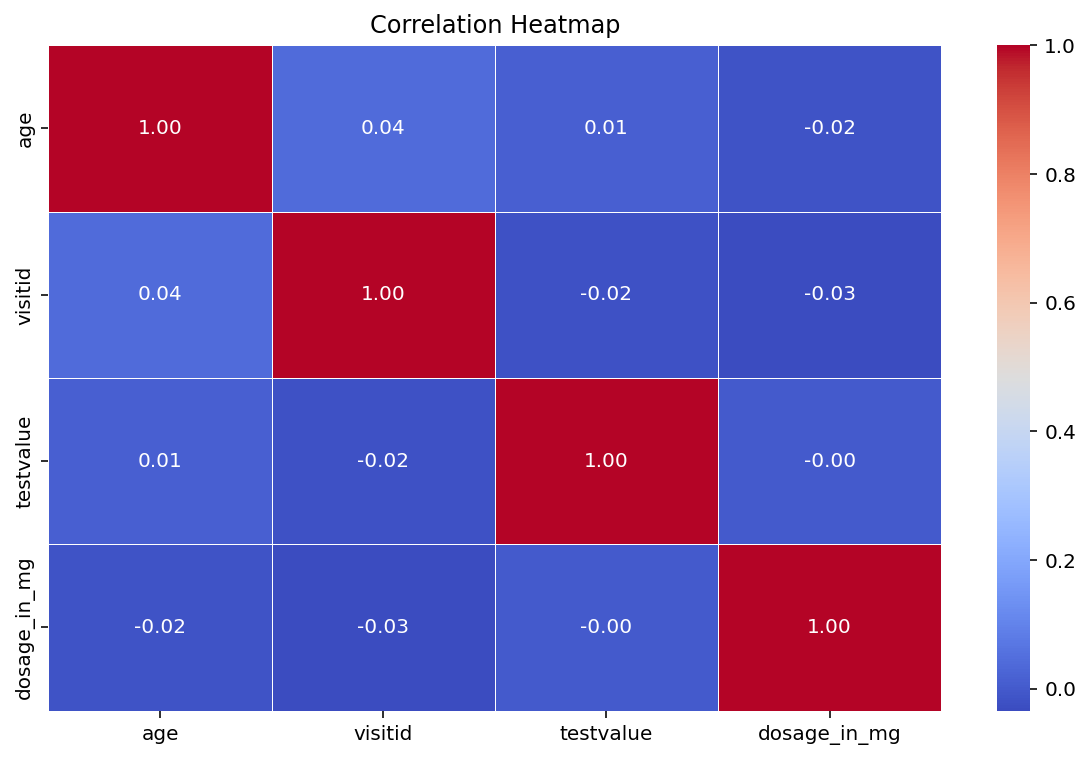 Correlation Heatmap
age 1.00 0.04 0.01 -0.02
visitid 0.04 1.00 -0.02 -0.03
testvalue 0.01 -0.02 1.00 -0.00
dosage_in_mg -0.02 -0.03 -0.00 1.00
age visitid testvalue dosage_in_mg
1.0
0.8
0.6
0.4
0.2
0.0